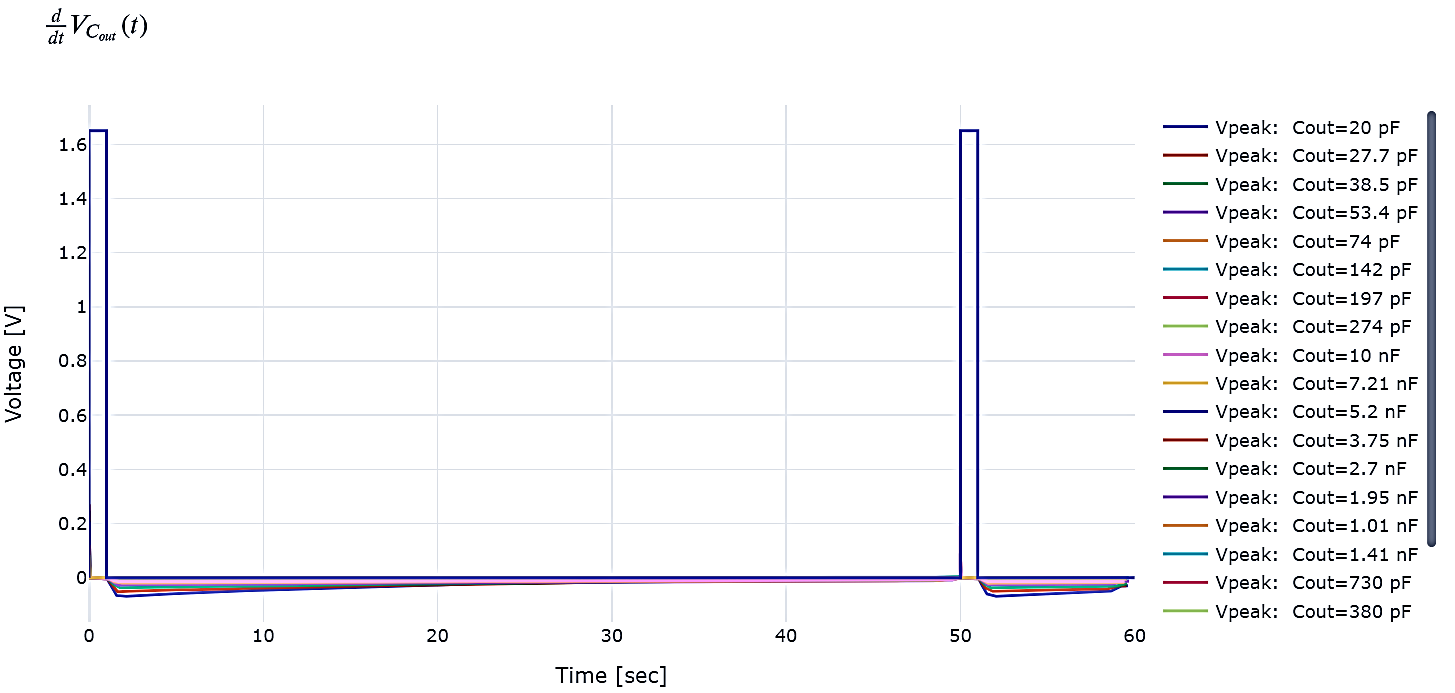 d/dt V_{C_{out}}(t)
Voltage [V]
1.6
1.4
1.2
1
0.8
0.6
0.4
0.2
0
0 10 20 30 40 50 60
Time [sec]
Vpeak: Cout=20 pF
Vpeak: Cout=27.7 pF
Vpeak: Cout=38.5 pF
Vpeak: Cout=53.4 pF
Vpeak: Cout=74 pF
Vpeak: Cout=142 pF
Vpeak: Cout=197 pF
Vpeak: Cout=274 pF
Vpeak: Cout=10 nF
Vpeak: Cout=7.21 nF
Vpeak: Cout=5.2 nF
Vpeak: Cout=3.75 nF
Vpeak: Cout=2.7 nF
Vpeak: Cout=1.95 nF
Vpeak: Cout=1.01 nF
Vpeak: Cout=1.41 nF
Vpeak: Cout=730 pF
Vpeak: Cout=380 pF